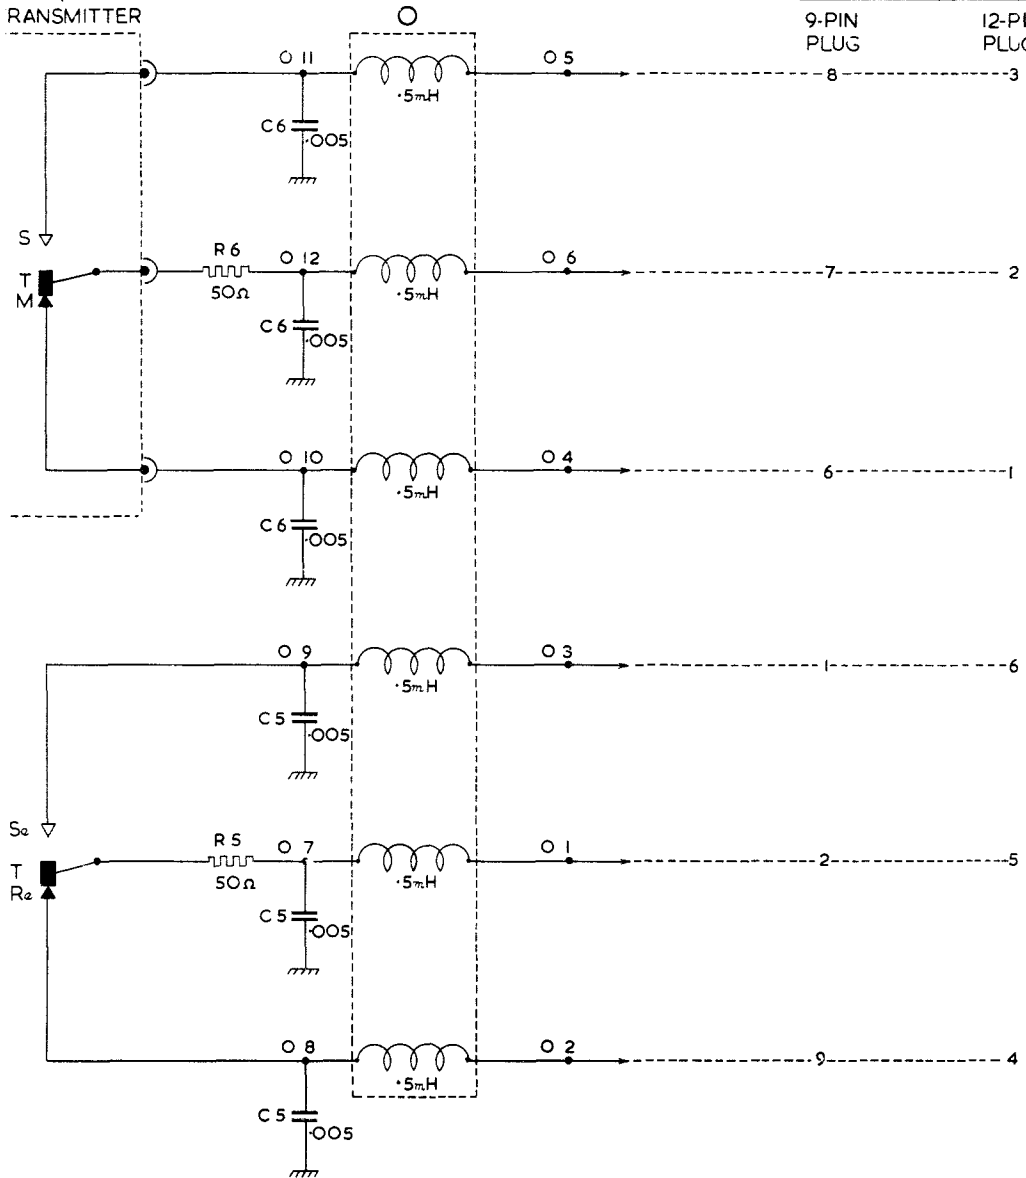 RANSMITTER
O
9-PIN
PLUG
12-PI
PLUG
O 11
O 5
8
3
·5mH
C6
·005
S
R6
O 12
O 6
7
2
T
M
50Ω
·5mH
C6
·005
O 10
O 4
6
1
·5mH
C6
·005
O 9
O 3
1
6
·5mH
C5
·005
Se
R5
O 7
O 1
2
5
T
Re
50Ω
·5mH
C5
·005
O 8
O 2
9
4
·5mH
C5
·005